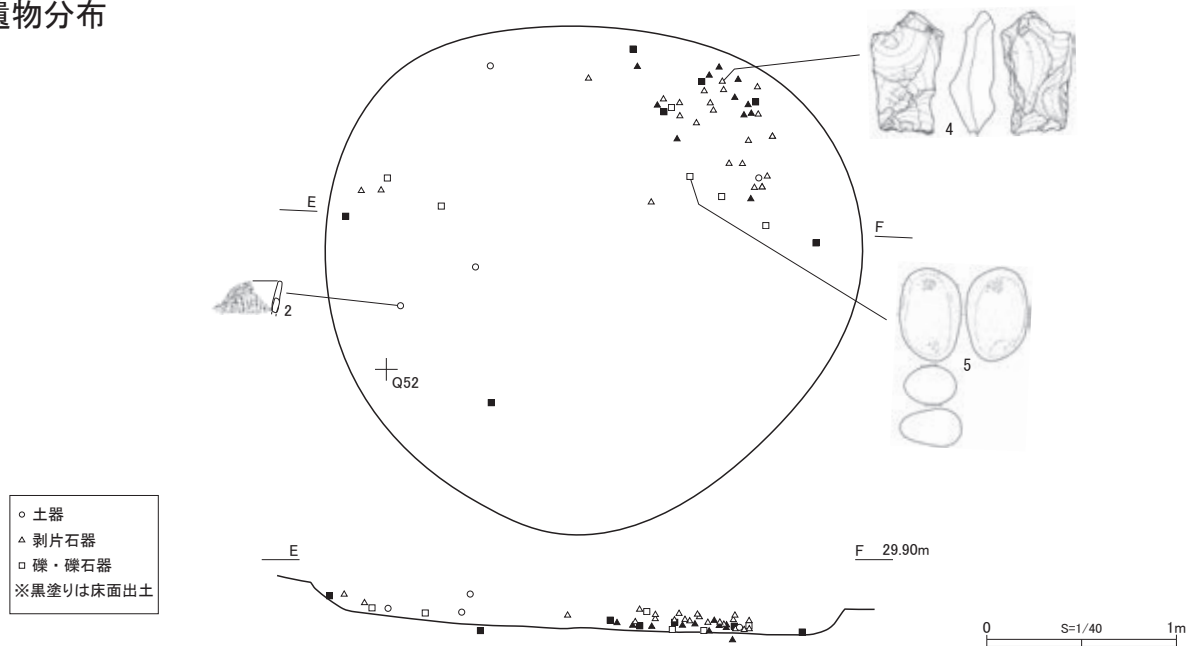 遺物分布
4
E
F
2
5
Q52
○ 土器
△ 剥片石器
□ 礫・礫石器
※黒塗りは床面出土
E
F 29.90m
0 S=1/40 1m